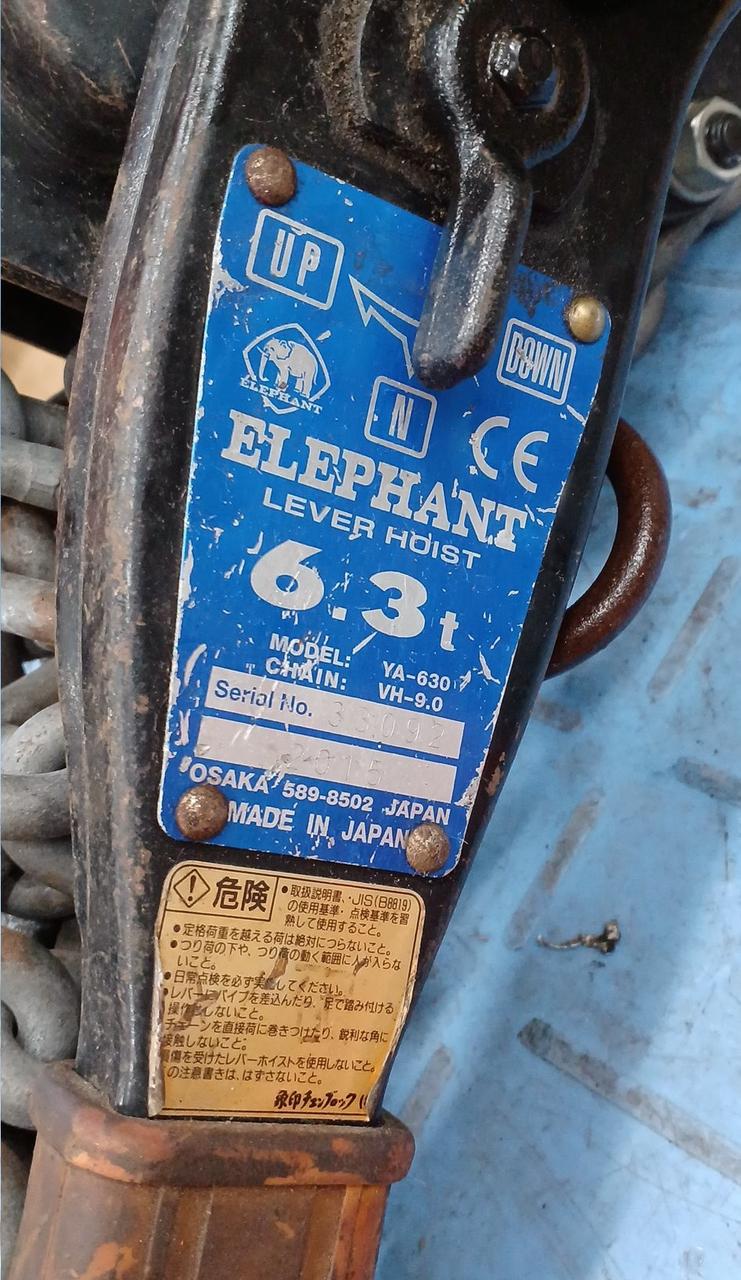 UP
DOWN
N
ELEPHANT
CE
ELEPHANT
LEVER HOIST
6.3t
MODEL: YA-630
CHAIN: VH-9.0
Serial No. 33092
2015
OSAKA 589-8502 JAPAN
MADE IN JAPAN
危険
•取扱説明書、JIS(B8819)
の使用基準・点検基準を習
熟して使用すること。
•定格荷重を越える荷は絶対につらないこと。
•つり荷の下や、つり荷の動く範囲に人が入らな
いこと。
•日常点検を必ず実施してください。
•レバーにパイプを差込んだり、足で踏み付ける
操作をしないこと。
チェーンを直接荷に巻きつけたり、鋭利な角に
接触しないこと。
損傷を受けたレバーホイストを使用しないこと。
の注意書きは、はずさないこと。
象印チェンブロック